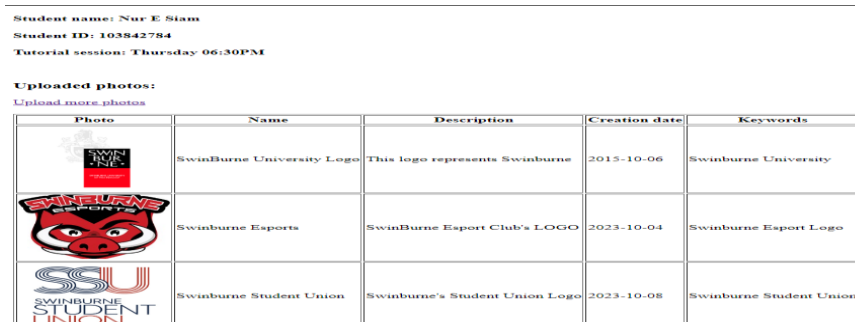 Student name: Nur E Siam
Student ID: 103842784
Tutorial session: Thursday 06:30PM
Uploaded photos:
Upload more photos
Photo Name Description Creation date Keywords
SWIN
BUR
NE
SwinBurne University Logo This logo represents Swinburne 2015-10-06 Swinburne University
SWINBURNE
ESPORTS
Swinburne Esports SwinBurne Esport Club's LOGO 2023-10-04 Swinburne Esport Logo
SSU
SWINBURNE
STUDENT
UNION
Swinburne Student Union Swinburne's Student Union Logo 2023-10-08 Swinburne Student Union